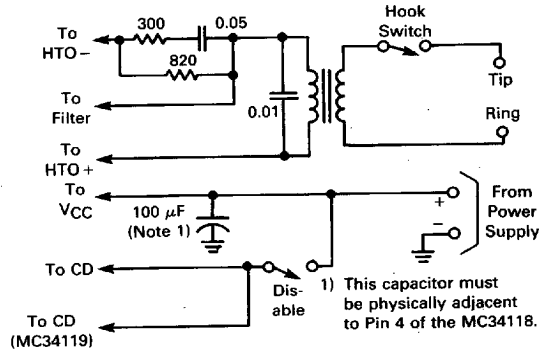 300
0.05
To
HTO−
820
To
Filter
0.01
To
HTO+
Hook
Switch
Tip
Ring
To
VCC
100 μF
(Note 1)
+
−
From
Power
Supply
To CD
Dis-
able
1) This capacitor must
be physically adjacent
to Pin 4 of the MC34118.
To CD
(MC34119)